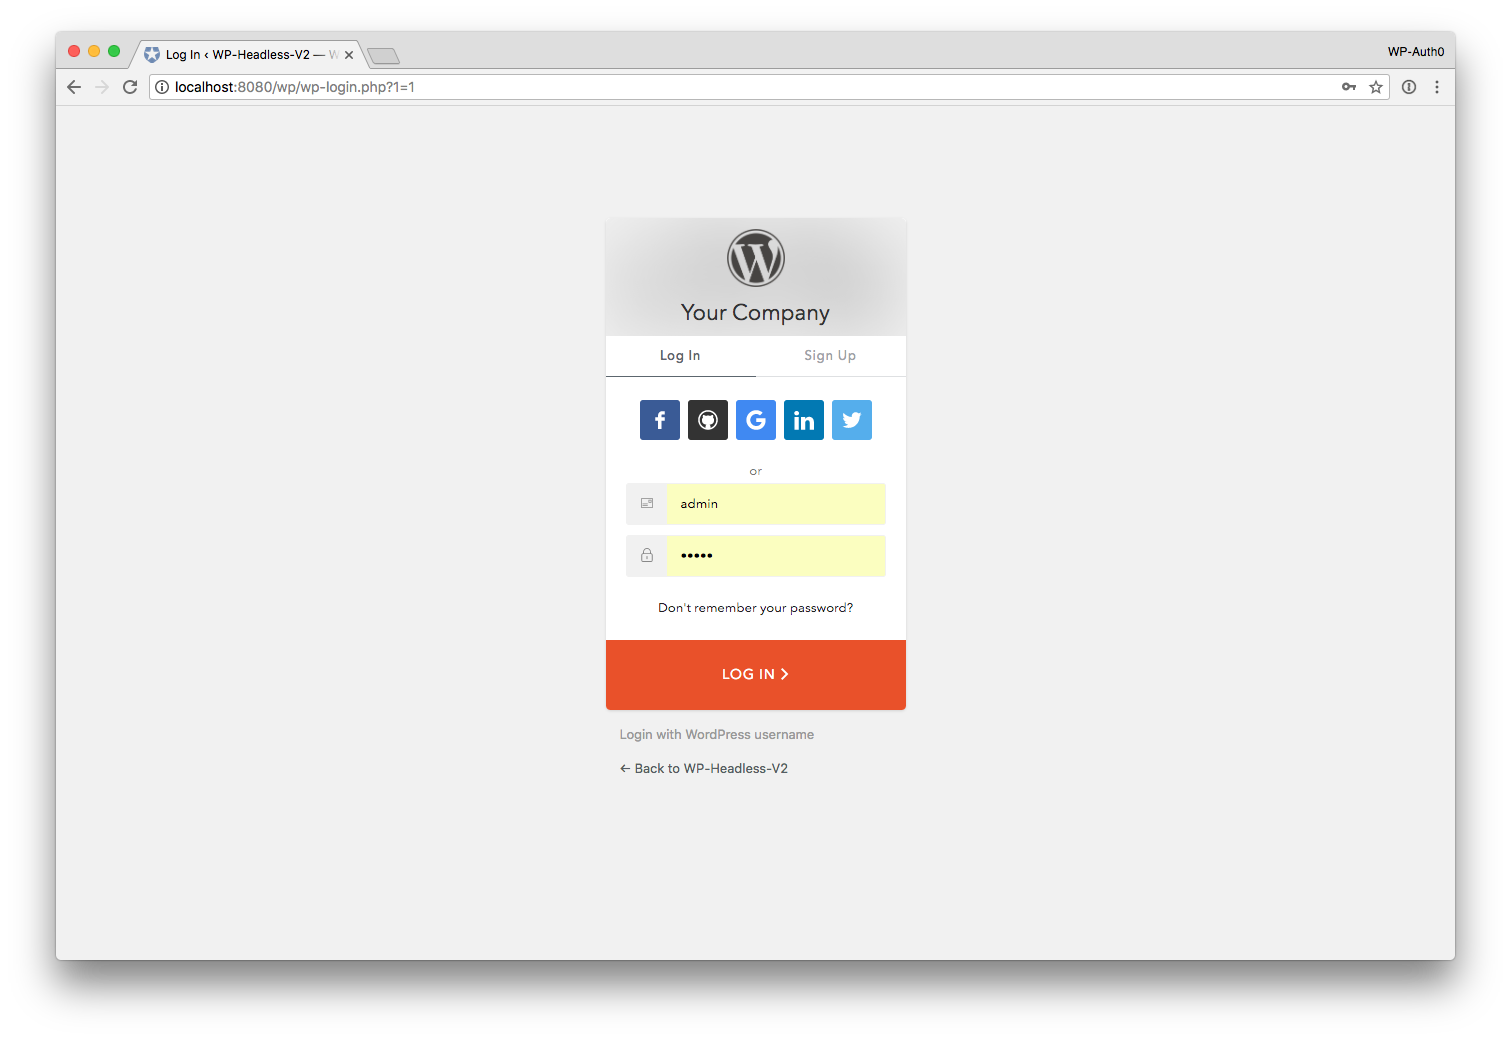 Log In ‹ WP-Headless-V2 — W
WP-Auth0
localhost:8080/wp/wp-login.php?1=1
Your Company
Log In
Sign Up
or
admin
•••••
Don't remember your password?
LOG IN
Login with WordPress username
← Back to WP-Headless-V2